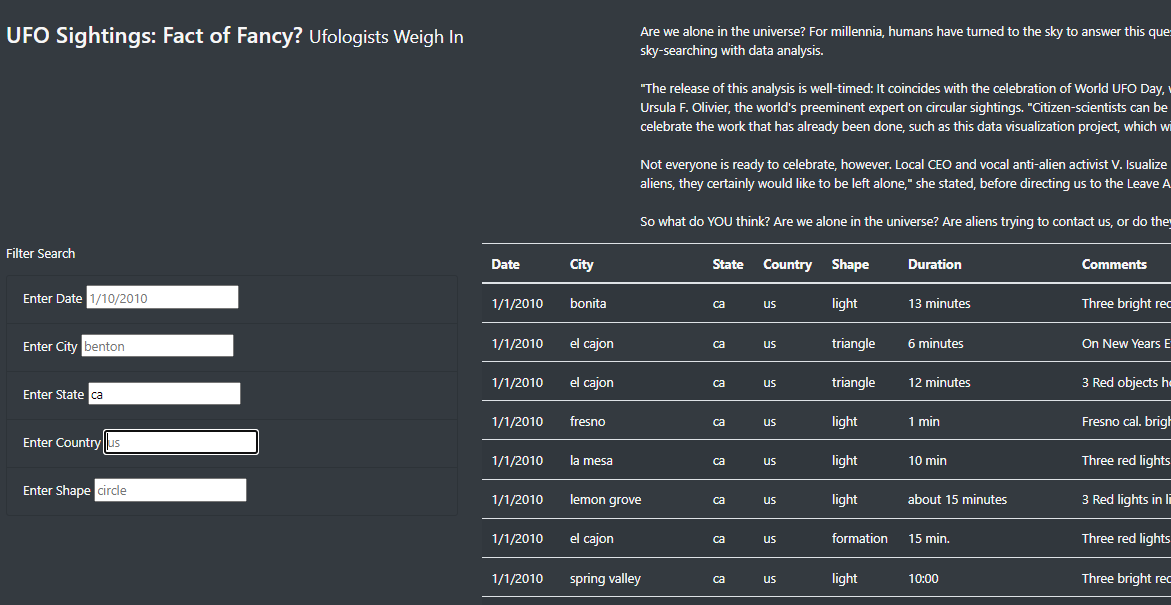 UFO Sightings: Fact of Fancy? Ufologists Weigh In
Are we alone in the universe? For millennia, humans have turned to the sky to answer this
sky-searching with data analysis.
"The release of this analysis is well-timed: It coincides with the celebration of World UFO Day,
Ursula F. Olivier, the world's preeminent expert on circular sightings. "Citizen-scientists can be
celebrate the work that has already been done, such as this data visualization project, which
Not everyone is ready to celebrate, however. Local CEO and vocal anti-alien activist V. Isualize
aliens, they certainly would like to be left alone," she stated, before directing us to the Leave
So what do YOU think? Are we alone in the universe? Are aliens trying to contact us, or do
Filter Search
Enter Date 1/10/2010
Enter City benton
Enter State ca
Enter Country us
Enter Shape circle
Date City State Country Shape Duration Comments
1/1/2010 bonita ca us light 13 minutes Three bright
1/1/2010 el cajon ca us triangle 6 minutes On New Years
1/1/2010 el cajon ca us triangle 12 minutes 3 Red objects
1/1/2010 fresno ca us light 1 min Fresno cal.
1/1/2010 la mesa ca us light 10 min Three red lights
1/1/2010 lemon grove ca us light about 15 minutes 3 Red lights in
1/1/2010 el cajon ca us formation 15 min. Three red lights
1/1/2010 spring valley ca us light 10:00 Three bright